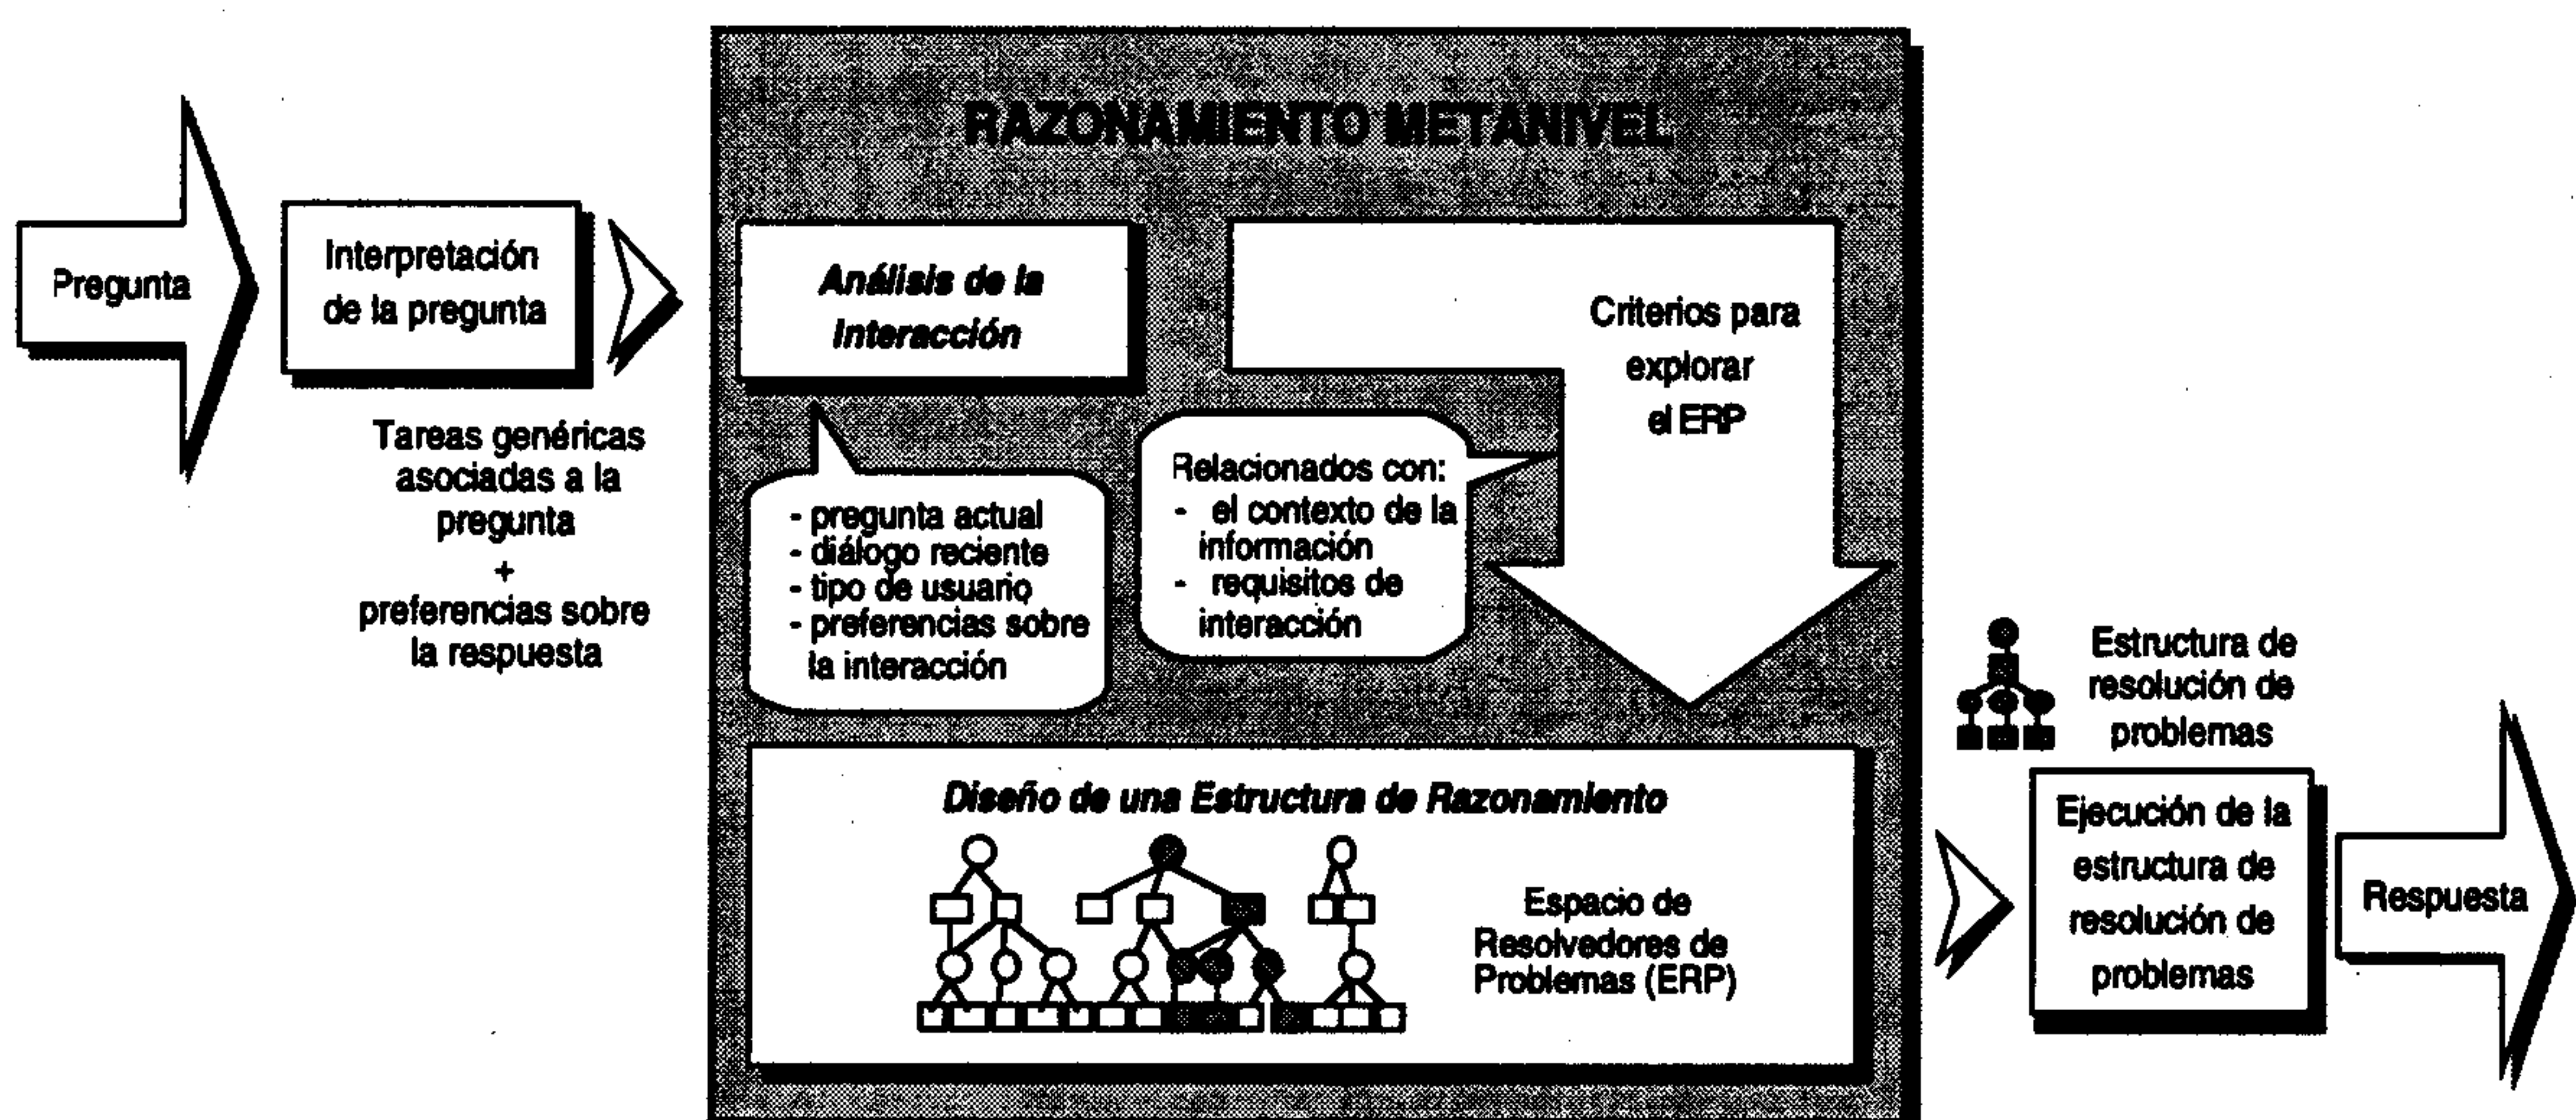 RAZONAMIENTO METANIVEL
Pregunta
Interpretación
de la pregunta
Tareas genéricas
asociadas a la
pregunta
+
preferencias sobre
la respuesta
Análisis de la
Interacción
- pregunta actual
- diálogo reciente
- tipo de usuario
- preferencias sobre
la interacción
Relacionados con:
- el contexto de la
información
- requisitos de
interacción
Criterios para
explorar
el ERP
Diseño de una Estructura de Razonamiento
Espacio de
Resolvedores de
Problemas (ERP)
Estructura de
resolución de
problemas
Ejecución de la
estructura de
resolución de
problemas
Respuesta